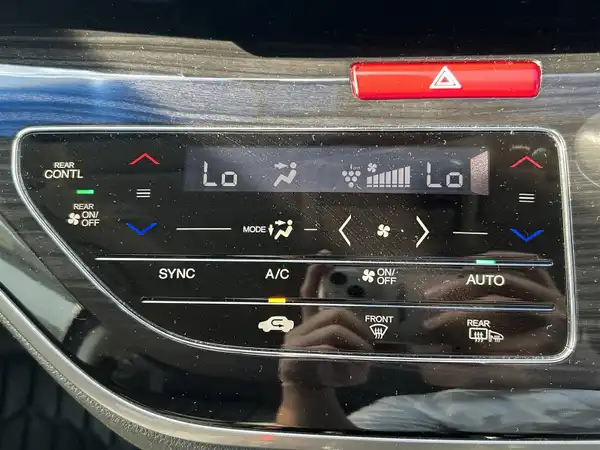 REAR
CONTL
Lo
Lo
REAR
ON/
OFF
MODE
SYNC
A/C
ON/
OFF
AUTO
FRONT
REAR